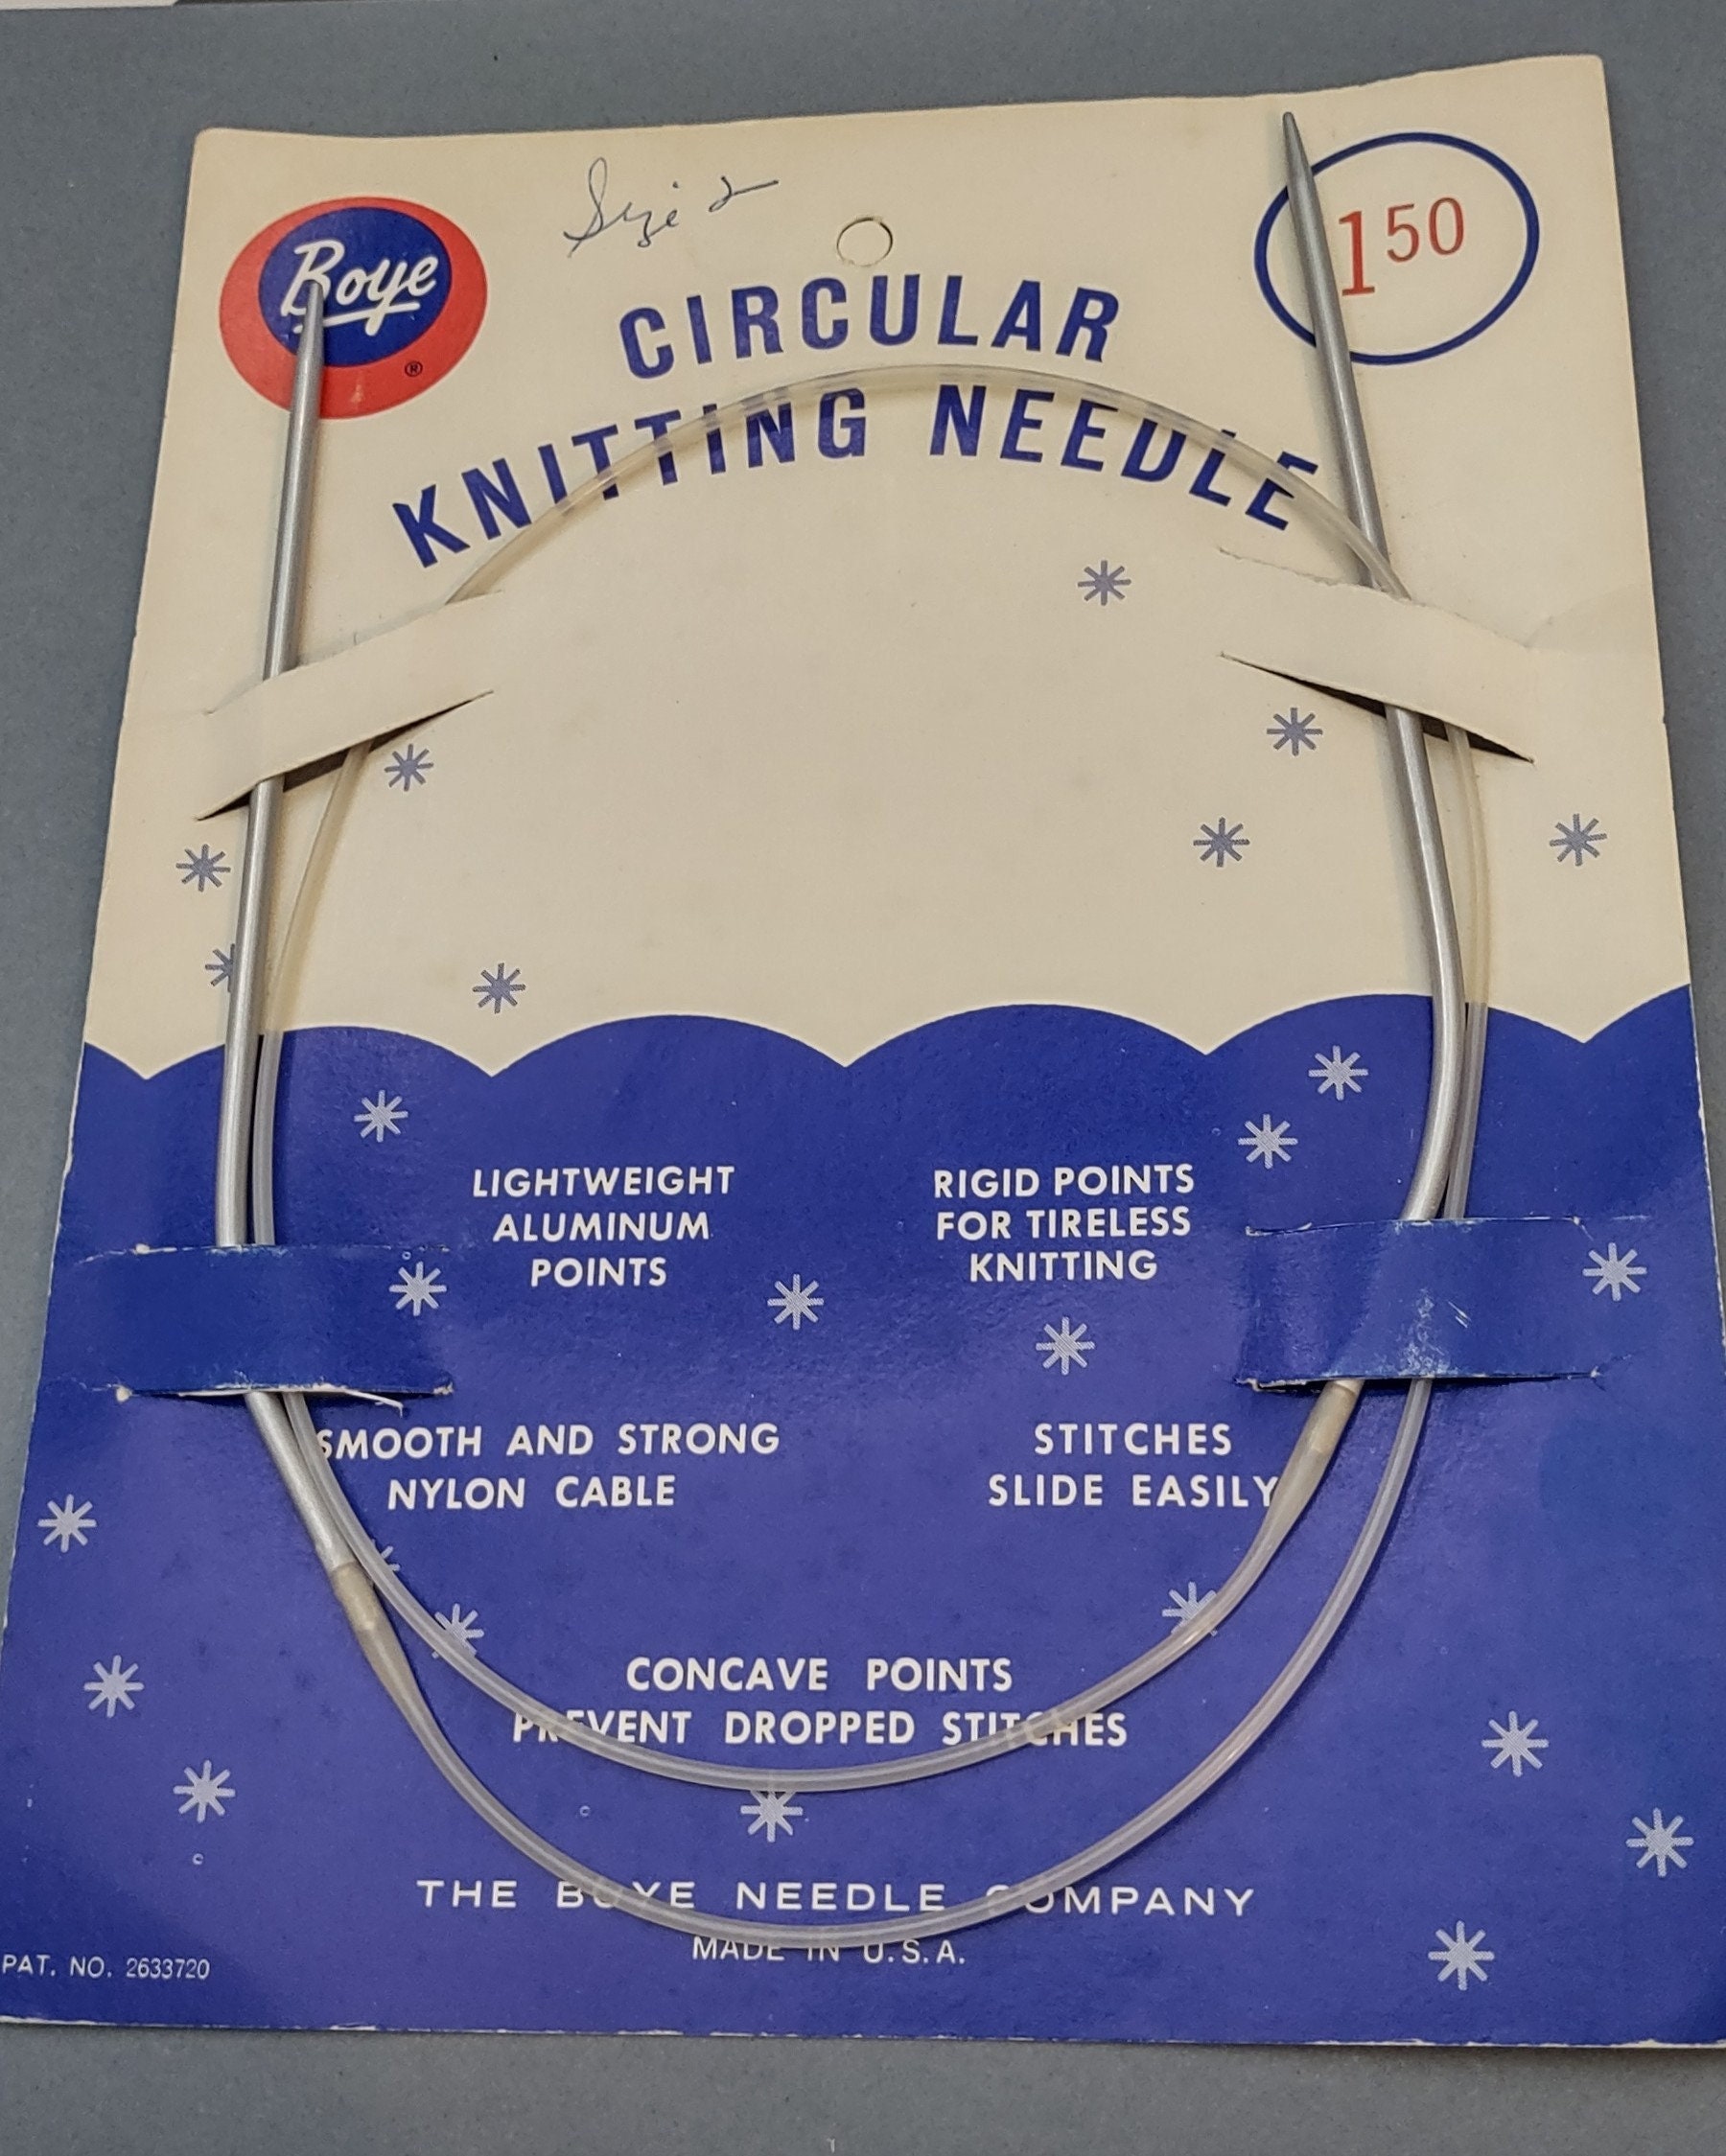 Size 2
Boye
®
1 50
CIRCULAR
KNITTING NEEDLE
LIGHTWEIGHT
ALUMINUM
POINTS
RIGID POINTS
FOR TIRELESS
KNITTING
SMOOTH AND STRONG
NYLON CABLE
STITCHES
SLIDE EASILY
CONCAVE POINTS
PREVENT DROPPED STITCHES
THE BOYE NEEDLE COMPANY
MADE IN U.S.A.
PAT. NO. 2633720